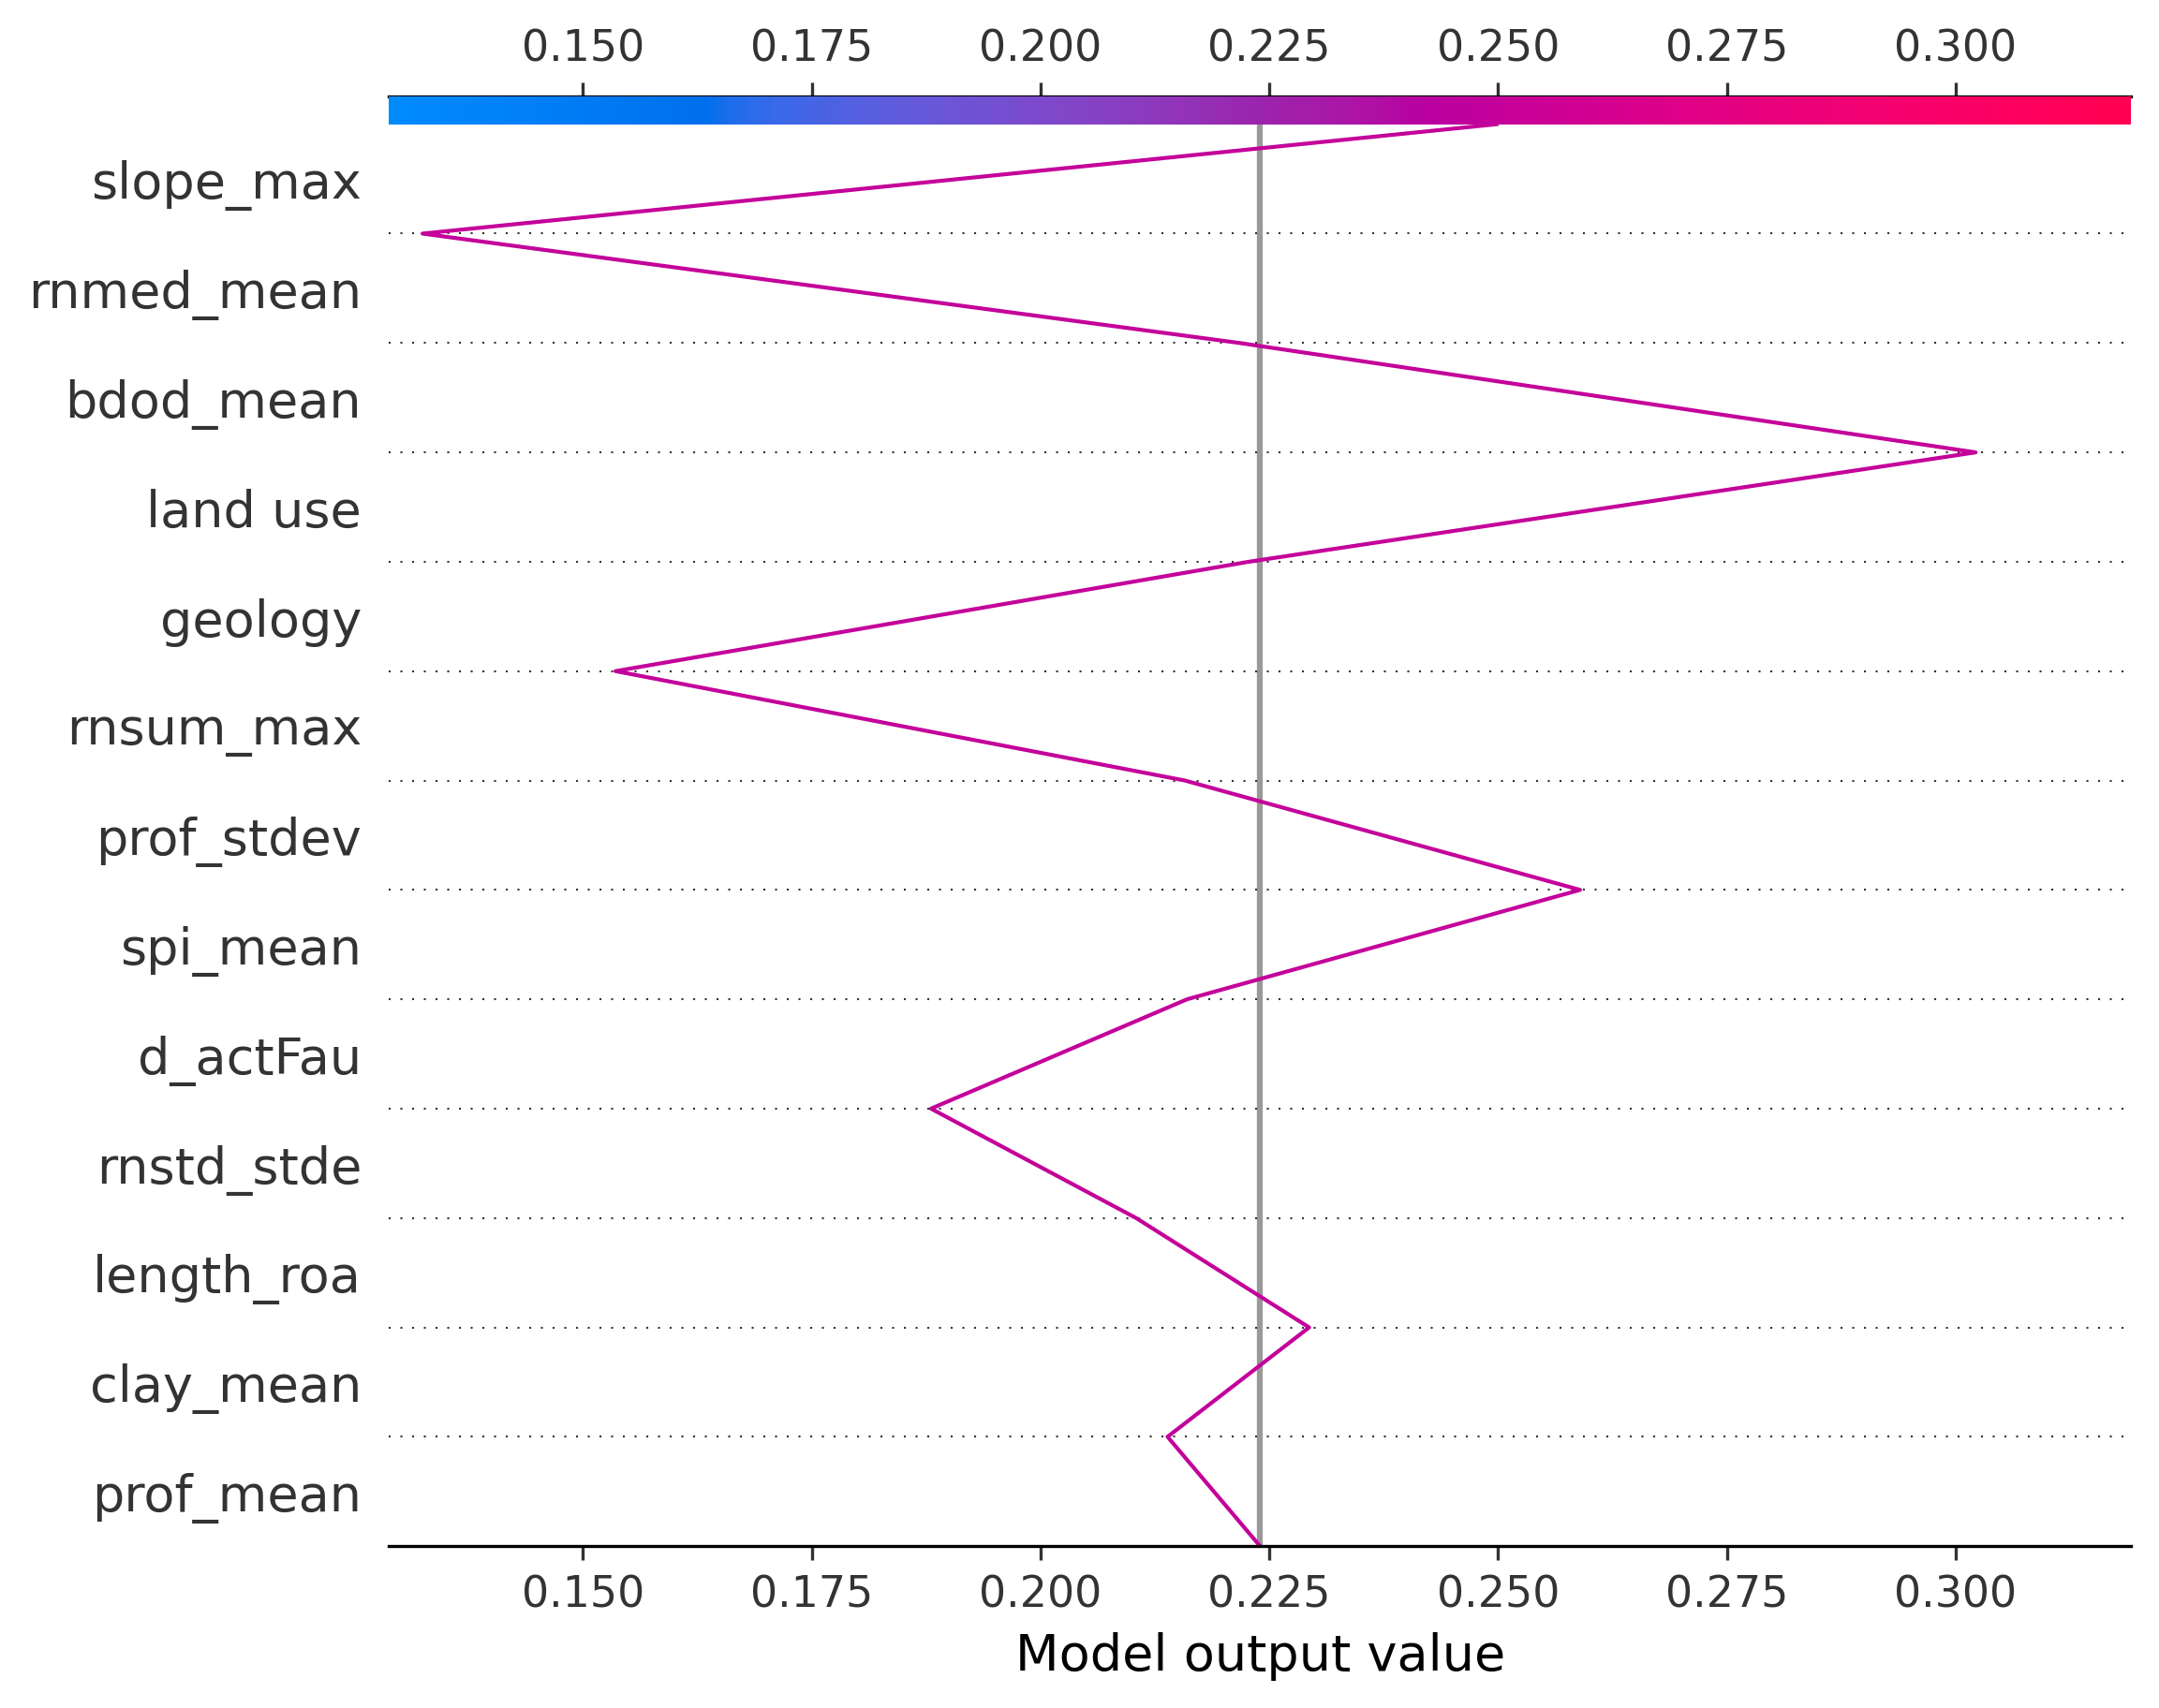 0.150 0.175 0.200 0.225 0.250 0.275 0.300
slope_max
rnmed_mean
bdod_mean
land use
geology
rnsum_max
prof_stdev
spi_mean
d_actFau
rnstd_stde
length_roa
clay_mean
prof_mean
0.150 0.175 0.200 0.225 0.250 0.275 0.300
Model output value